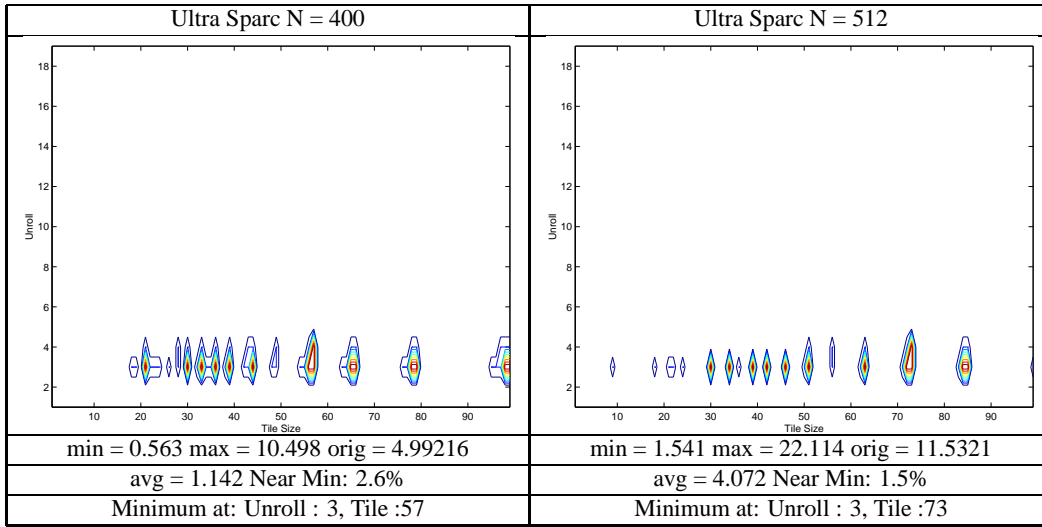 Ultra Sparc N = 400
Ultra Sparc N = 512
18
16
14
12
10
8
6
4
2
Unroll
10 20 30 40 50 60 70 80 90
Tile Size
18
16
14
12
10
8
6
4
2
Unroll
10 20 30 40 50 60 70 80 90
Tile Size
min = 0.563 max = 10.498 orig = 4.99216
min = 1.541 max = 22.114 orig = 11.5321
avg = 1.142 Near Min: 2.6%
avg = 4.072 Near Min: 1.5%
Minimum at: Unroll : 3, Tile :57
Minimum at: Unroll : 3, Tile :73